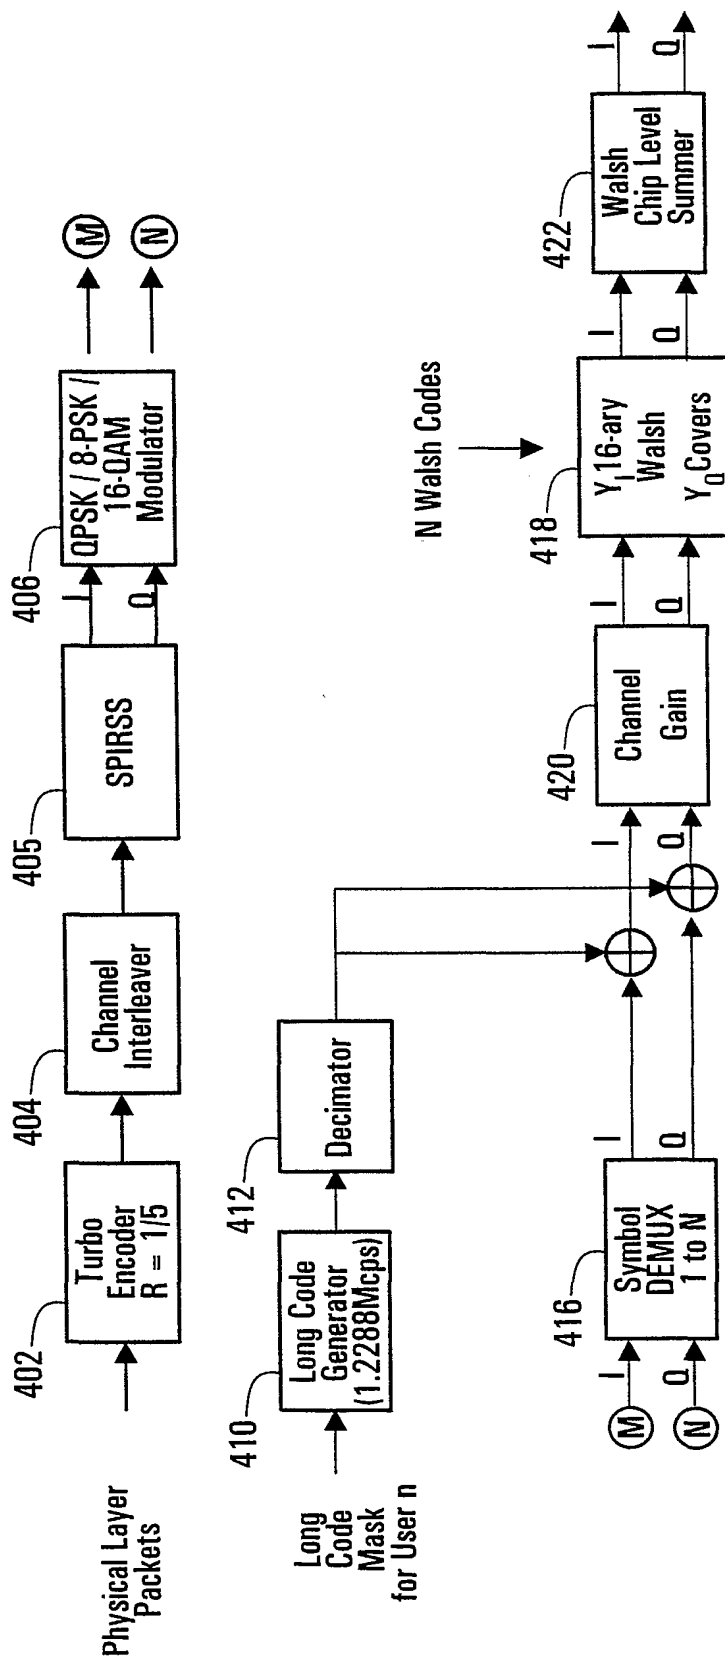 Physical Layer
Packets
402
Turbo
Encoder
R = 1/5
404
Channel
Interleaver
405
SPIRSS
I
Q
406
QPSK / 8-PSK /
16-QAM
Modulator
M
N
Long
Code
Mask
for User n
410
Long Code
Generator
(1.2288Mcps)
412
Decimator
M
N
I
Q
416
Symbol
DEMUX
1 to N
I
Q
I
Q
420
Channel
Gain
I
Q
N Walsh Codes
418
YI 16-ary
Walsh
YQ Covers
I
Q
422
Walsh
Chip Level
Summer
I
Q